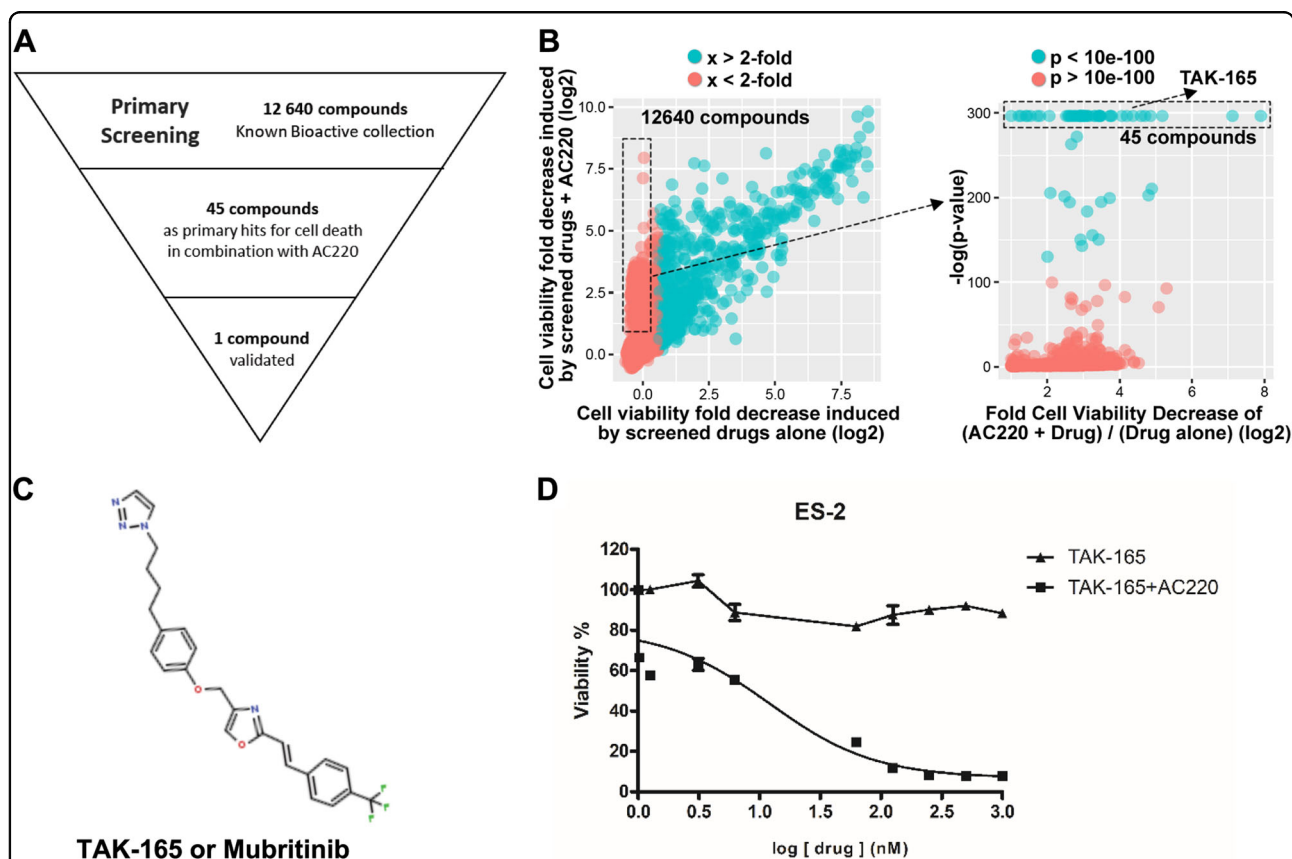 A
Primary
Screening
12 640 compounds
Known Bioactive collection
45 compounds
as primary hits for cell death
in combination with AC220
1 compound
validated
B
x > 2-fold
x < 2-fold
12640 compounds
10.0
7.5
5.0
2.5
0.0
0.0
2.5
5.0
7.5
Cell viability fold decrease induced
by screened drugs + AC220 (log2)
Cell viability fold decrease induced
by screened drugs alone (log2)
p < 10e-100
p > 10e-100
TAK-165
45 compounds
300
200
100
0
2
4
6
8
-log(p-value)
Fold Cell Viability Decrease of
(AC220 + Drug) / (Drug alone) (log2)
C
N
N
N
O
N
O
F
F
F
TAK-165 or Mubritinib
D
ES-2
120
100
80
60
40
20
0
0.0
0.5
1.0
1.5
2.0
2.5
3.0
Viability %
log [ drug ] (nM)
TAK-165
TAK-165+AC220